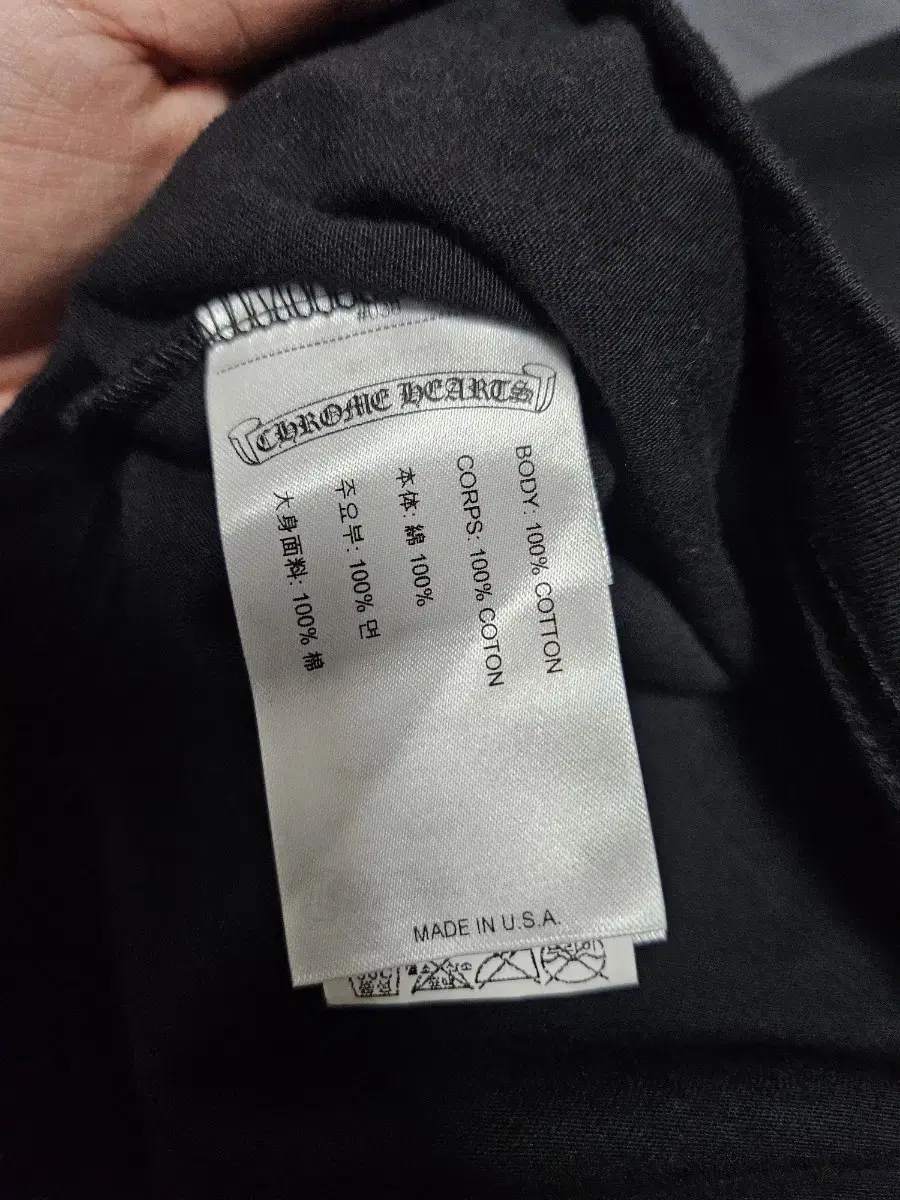 CHROME HEARTS
BODY: 100% COTTON
CORPS: 100% COTON
本体: 綿 100%
주요부: 100% 면
大身面料: 100% 棉
MADE IN U.S.A.